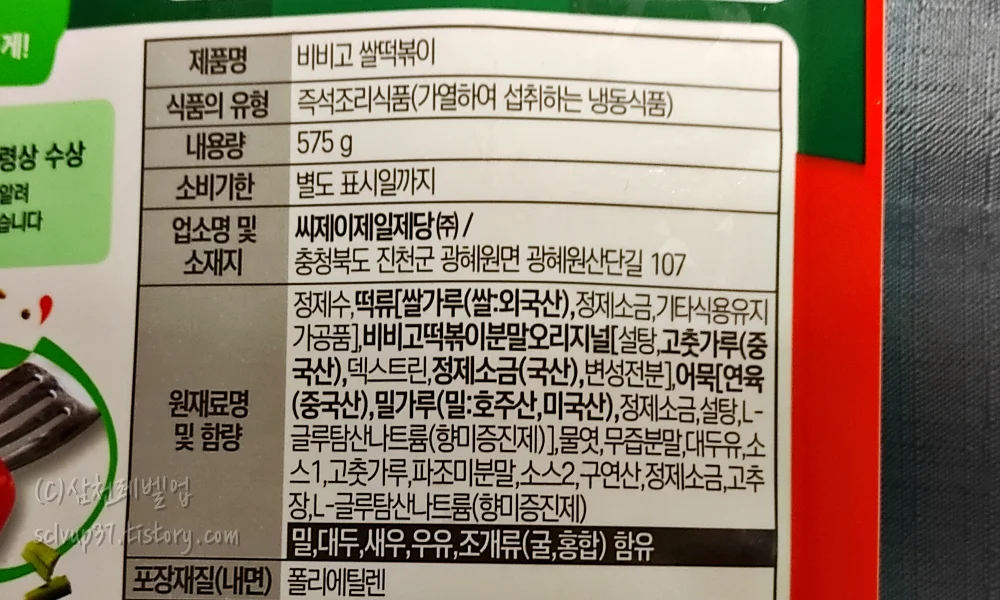 게!
령상 수상
알려
습니다
제품명 비비고 쌀떡볶이
식품의 유형 즉석조리식품(가열하여 섭취하는 냉동식품)
내용량 575 g
소비기한 별도 표시일까지
업소명 및 소재지 씨제이제일제당㈜ /
충청북도 진천군 광혜원면 광혜원산단길 107
원재료명 및 함량 정제수,떡류[쌀가루(쌀:외국산),정제소금,기타식용유지
가공품],비비고떡볶이분말오리지널[설탕,고춧가루(중
국산),덱스트린,정제소금(국산),변성전분],어묵[연육
(중국산),밀가루(밀:호주산,미국산),정제소금,설탕,L-
글루탐산나트륨(향미증진제)],물엿,무즙분말,대두유,소
스1,고춧가루,파조미분말,소스2,구연산,정제소금,고추
장,L-글루탐산나트륨(향미증진제)
밀,대두,새우,우유,조개류(굴,홍합) 함유
포장재질(내면) 폴리에틸렌
(C)삼천레벨업
sclvup37.tistory.com